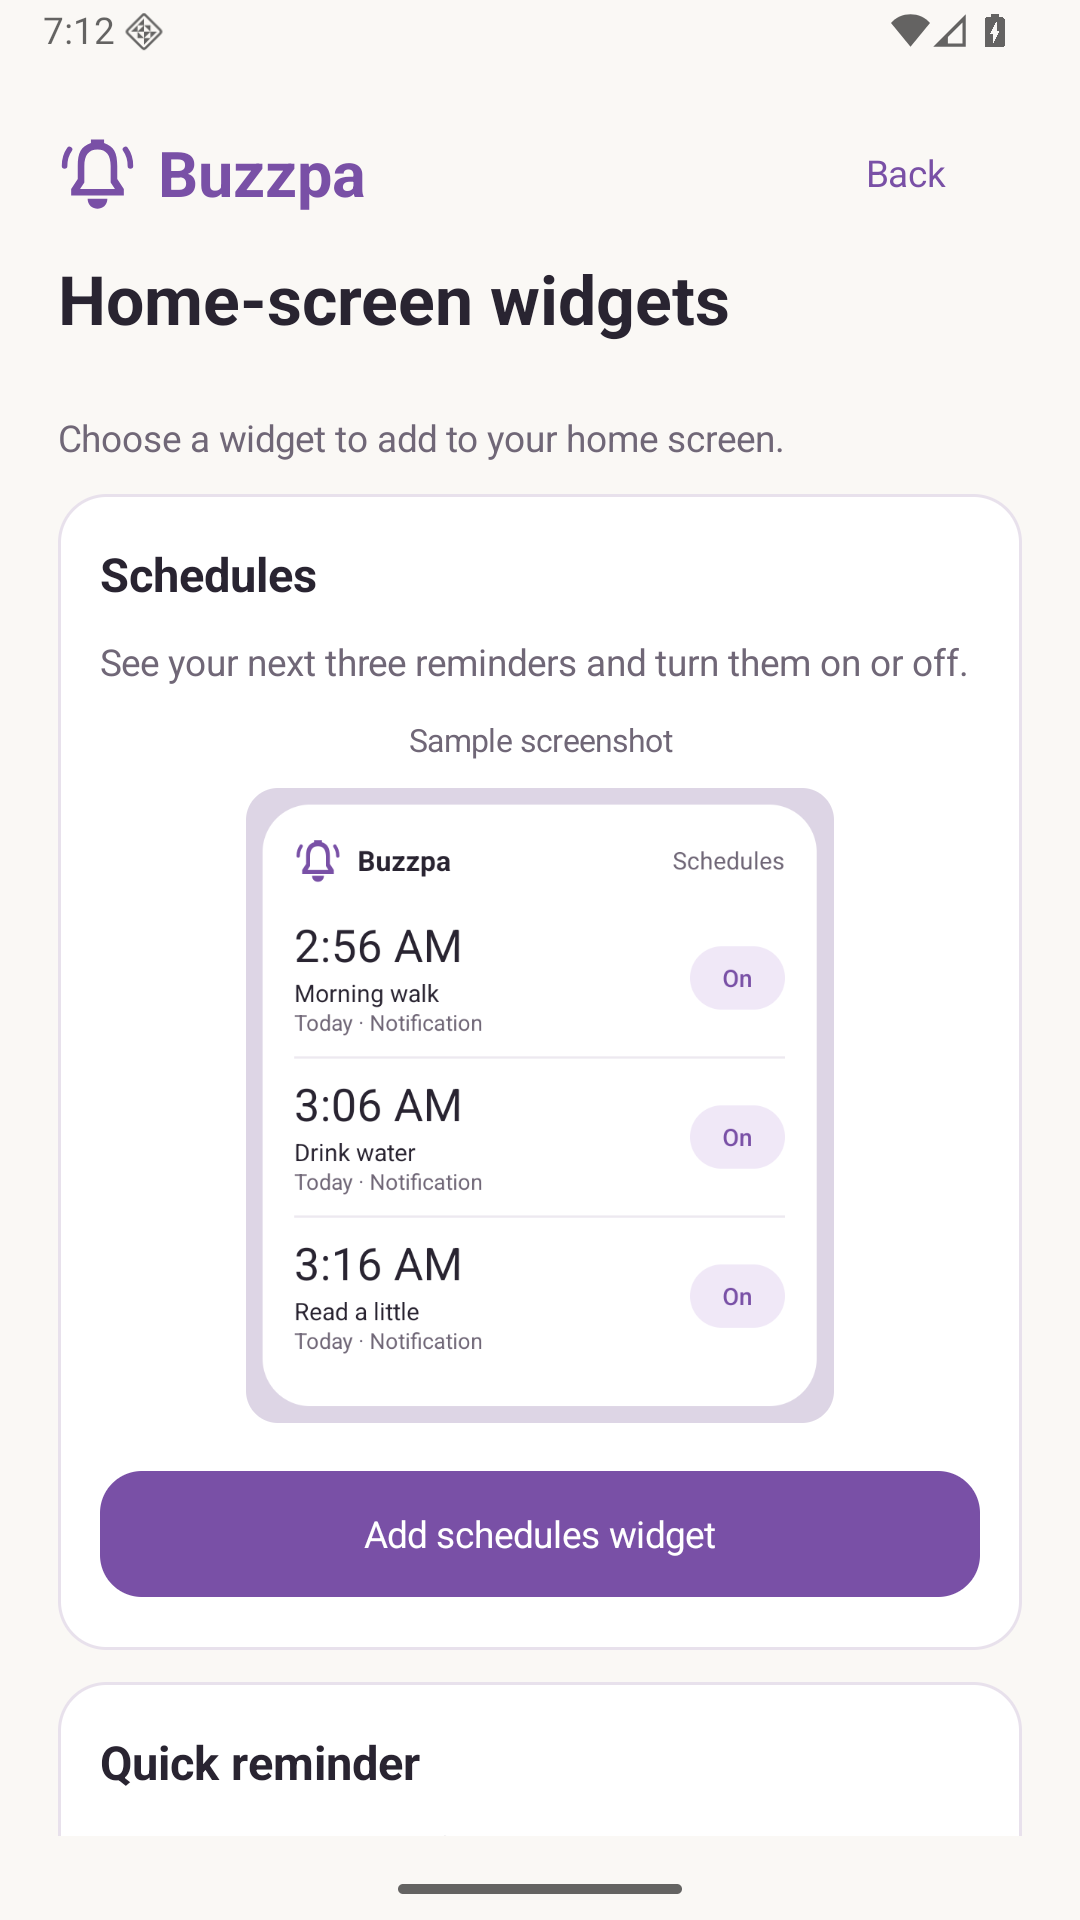 7:12
Buzzpa
Back
Home-screen widgets
Choose a widget to add to your home screen.
Schedules
See your next three reminders and turn them on or off.
Sample screenshot
Buzzpa
Schedules
2:56 AM
On
Morning walk
Today · Notification
3:06 AM
On
Drink water
Today · Notification
3:16 AM
On
Read a little
Today · Notification
Add schedules widget
Quick reminder